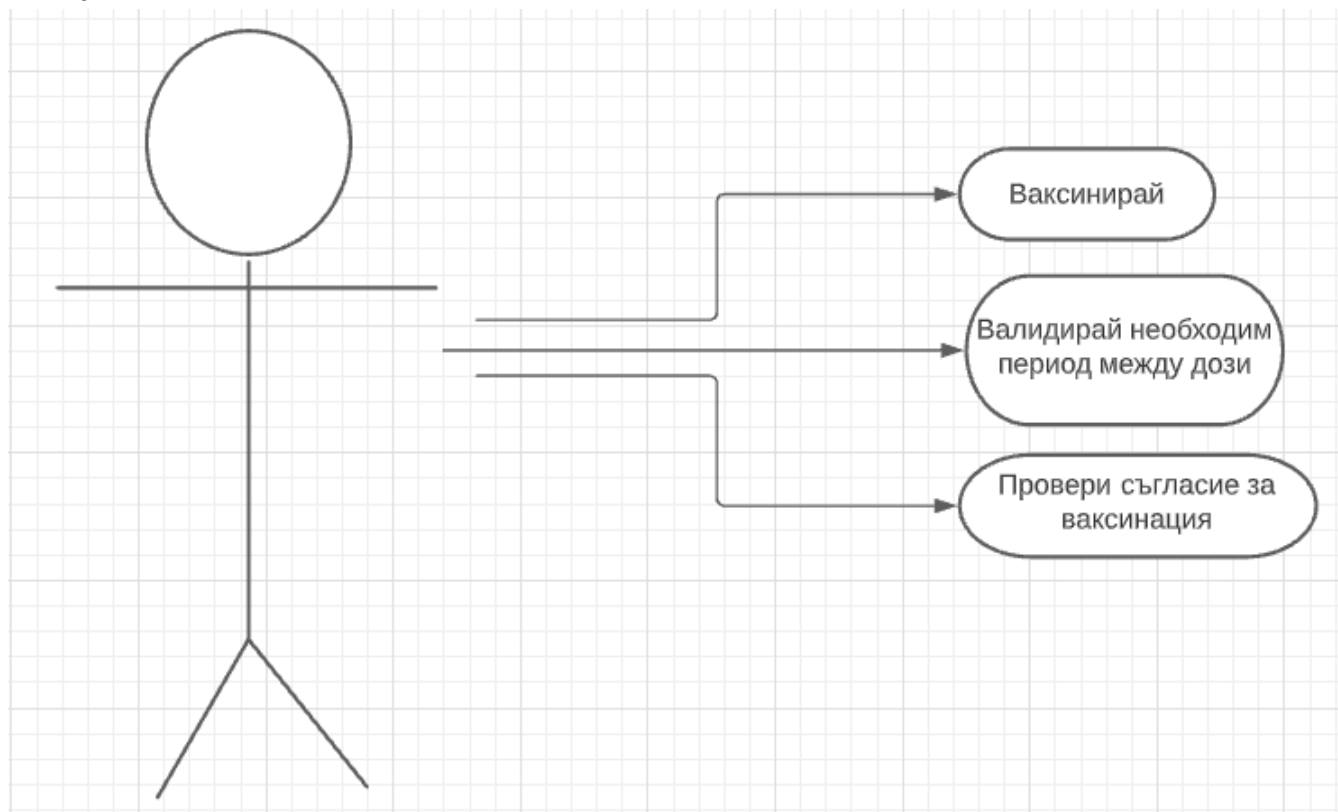 Ваксинирай
Валидирай необходим
период между дози
Провери съгласие за
ваксинация